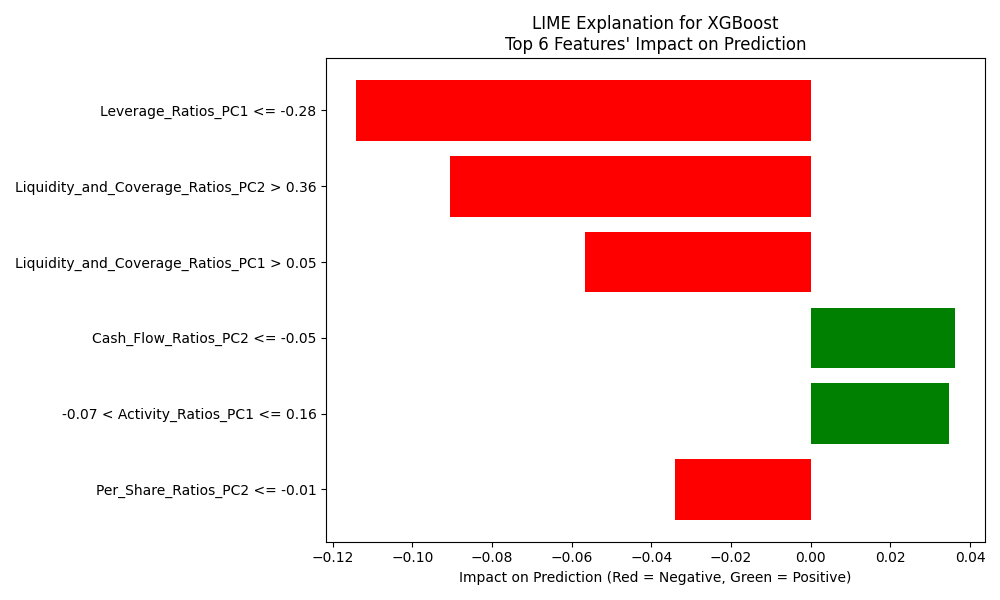 LIME Explanation for XGBoost
Top 6 Features' Impact on Prediction
Leverage_Ratios_PC1 <= -0.28
Liquidity_and_Coverage_Ratios_PC2 > 0.36
Liquidity_and_Coverage_Ratios_PC1 > 0.05
Cash_Flow_Ratios_PC2 <= -0.05
-0.07 < Activity_Ratios_PC1 <= 0.16
Per_Share_Ratios_PC2 <= -0.01
−0.12 −0.10 −0.08 −0.06 −0.04 −0.02 0.00 0.02 0.04
Impact on Prediction (Red = Negative, Green = Positive)